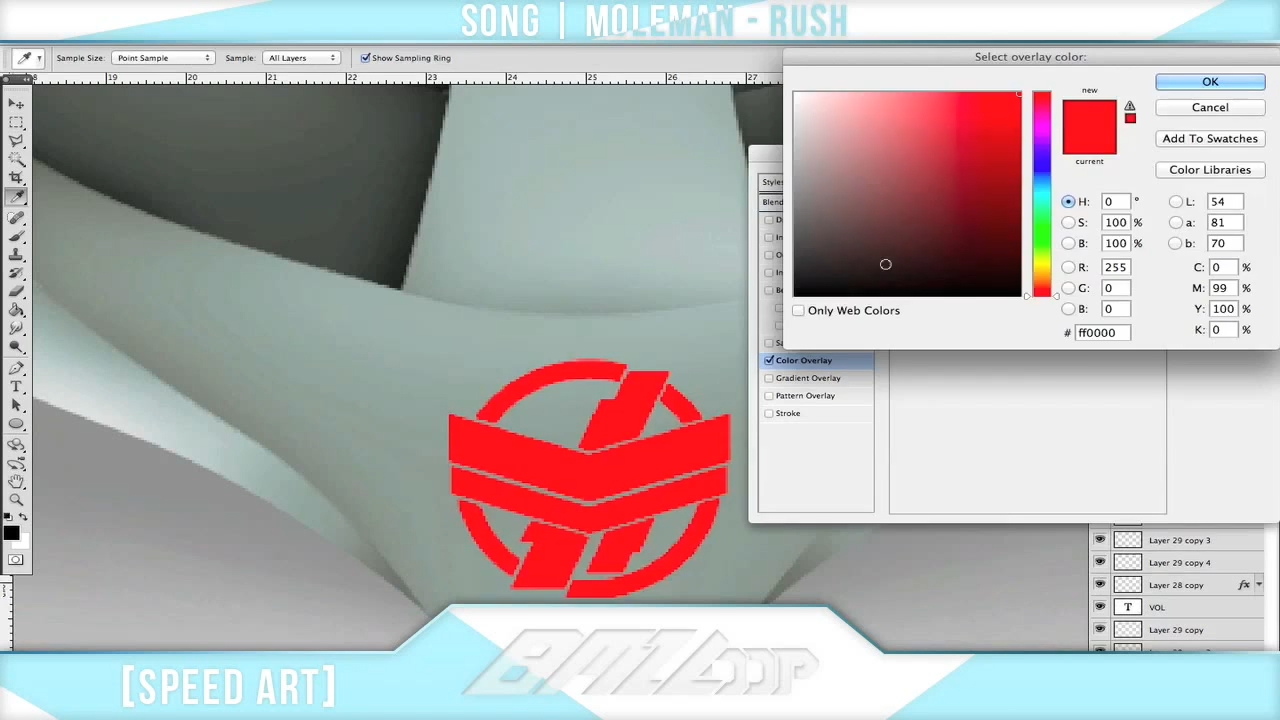 SONG | MOLEMAN - RUSH
Sample Size: Point Sample Sample: All Layers Show Sampling Ring
19 20 21 22 23 24 25 26 27
Select overlay color:
new
current
OK
Cancel
Add To Swatches
Color Libraries
H: 0 °
S: 100 %
B: 100 %
R: 255
G: 0
B: 0
# ff0000
L: 54
a: 81
b: 70
C: 0 %
M: 99 %
Y: 100 %
K: 0 %
Only Web Colors
Styles
Blend
Color Overlay
Gradient Overlay
Pattern Overlay
Stroke
Layer 29 copy 3
Layer 29 copy 4
Layer 28 copy fx
T VOL
Layer 29 copy
[SPEED ART]